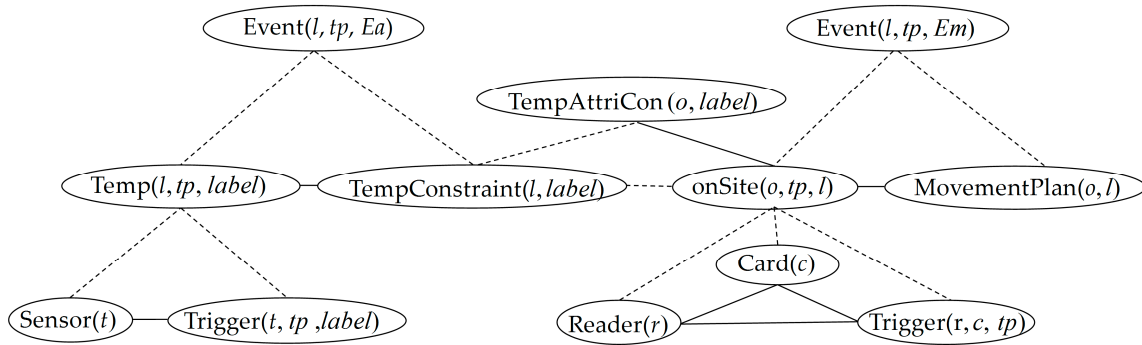 Event(l, tp, Ea)
Event(l, tp, Em)
TempAttriCon (o, label)
Temp(l, tp, label)
TempConstraint(l, label)
onSite(o, tp, l)
MovementPlan(o, l)
Card(c)
Sensor(t)
Trigger(t, tp ,label)
Reader(r)
Trigger(r, c, tp)